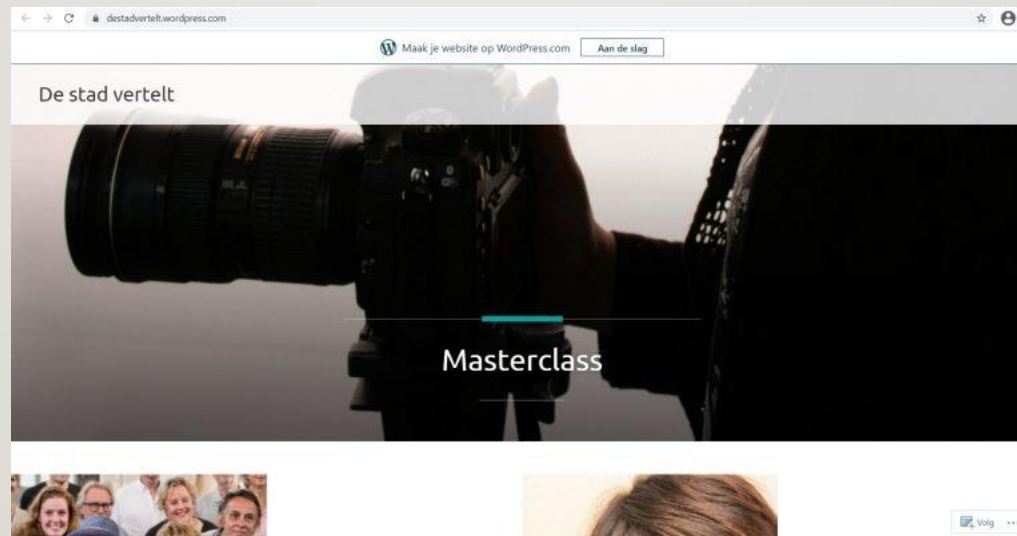 destadvertelt.wordpress.com
Maak je website op WordPress.com Aan de slag
De stad vertelt
Masterclass
Volg